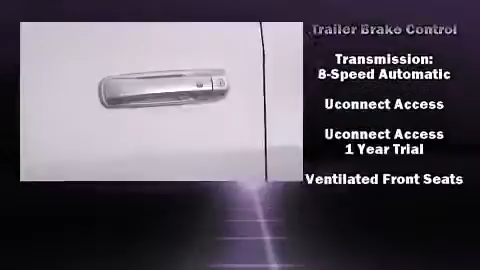 Trailer Brake Control
Transmission:
8-Speed Automatic
Uconnect Access
Uconnect Access
1 Year Trial
Ventilated Front Seats